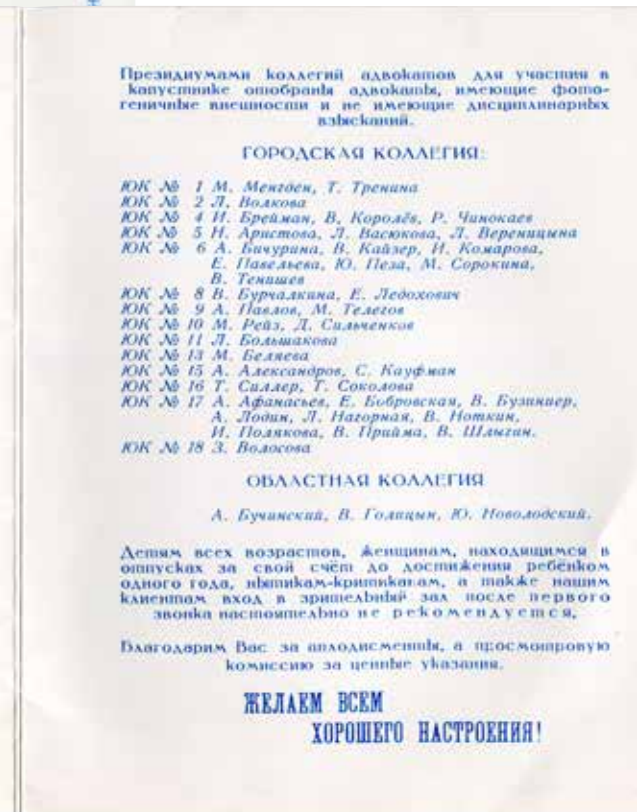 Президиумами коллегий адвокатов для участия в
капустнике отобраны адвокаты, имеющие фото-
геничные внешности и не имеющие дисциплинарных
взысканий.
ГОРОДСКАЯ КОЛЛЕГИЯ:
ЮК № 1 М. Менгден, Т. Тренина
ЮК № 2 Л. Волкова
ЮК № 4 И. Брейман, В. Королёв, Р. Чинокаев
ЮК № 5 Н. Аристова, Л. Васюкова, Л. Вереницына
ЮК № 6 А. Бичурина, В. Кайзер, И. Комарова,
Е. Павельева, Ю. Пеза, М. Сорокина,
В. Тенишев
ЮК № 8 В. Бурчалкина, Е. Ледохович
ЮК № 9 А. Павлов, М. Телегов
ЮК № 10 М. Рейз, Д. Сильченков
ЮК № 11 Л. Большакова
ЮК № 13 М. Беляева
ЮК № 15 А. Александров, С. Кауфман
ЮК № 16 Т. Силлер, Т. Соколова
ЮК № 17 А. Афанасьев, Е. Бобровская, В. Бузиниер,
А. Лодин, Л. Нагорная, В. Ноткин,
И. Полякова, В. Прийма, В. Шлыгин.
ЮК № 18 З. Волосова
ОБЛАСТНАЯ КОЛЛЕГИЯ
А. Бучинский, В. Голицын, Ю. Новолодский.
Детям всех возрастов, женщинам, находящимся в
отпусках за свой счёт до достижения ребёнком
одного года, нытикам-критикам, а также нашим
клиентам вход в зрительный зал после первого
звонка настоятельно не рекомендуется.
Благодарим Вас за аплодисменты, а просмотровую
комиссию за ценные указания.
ЖЕЛАЕМ ВСЕМ
ХОРОШЕГО НАСТРОЕНИЯ!